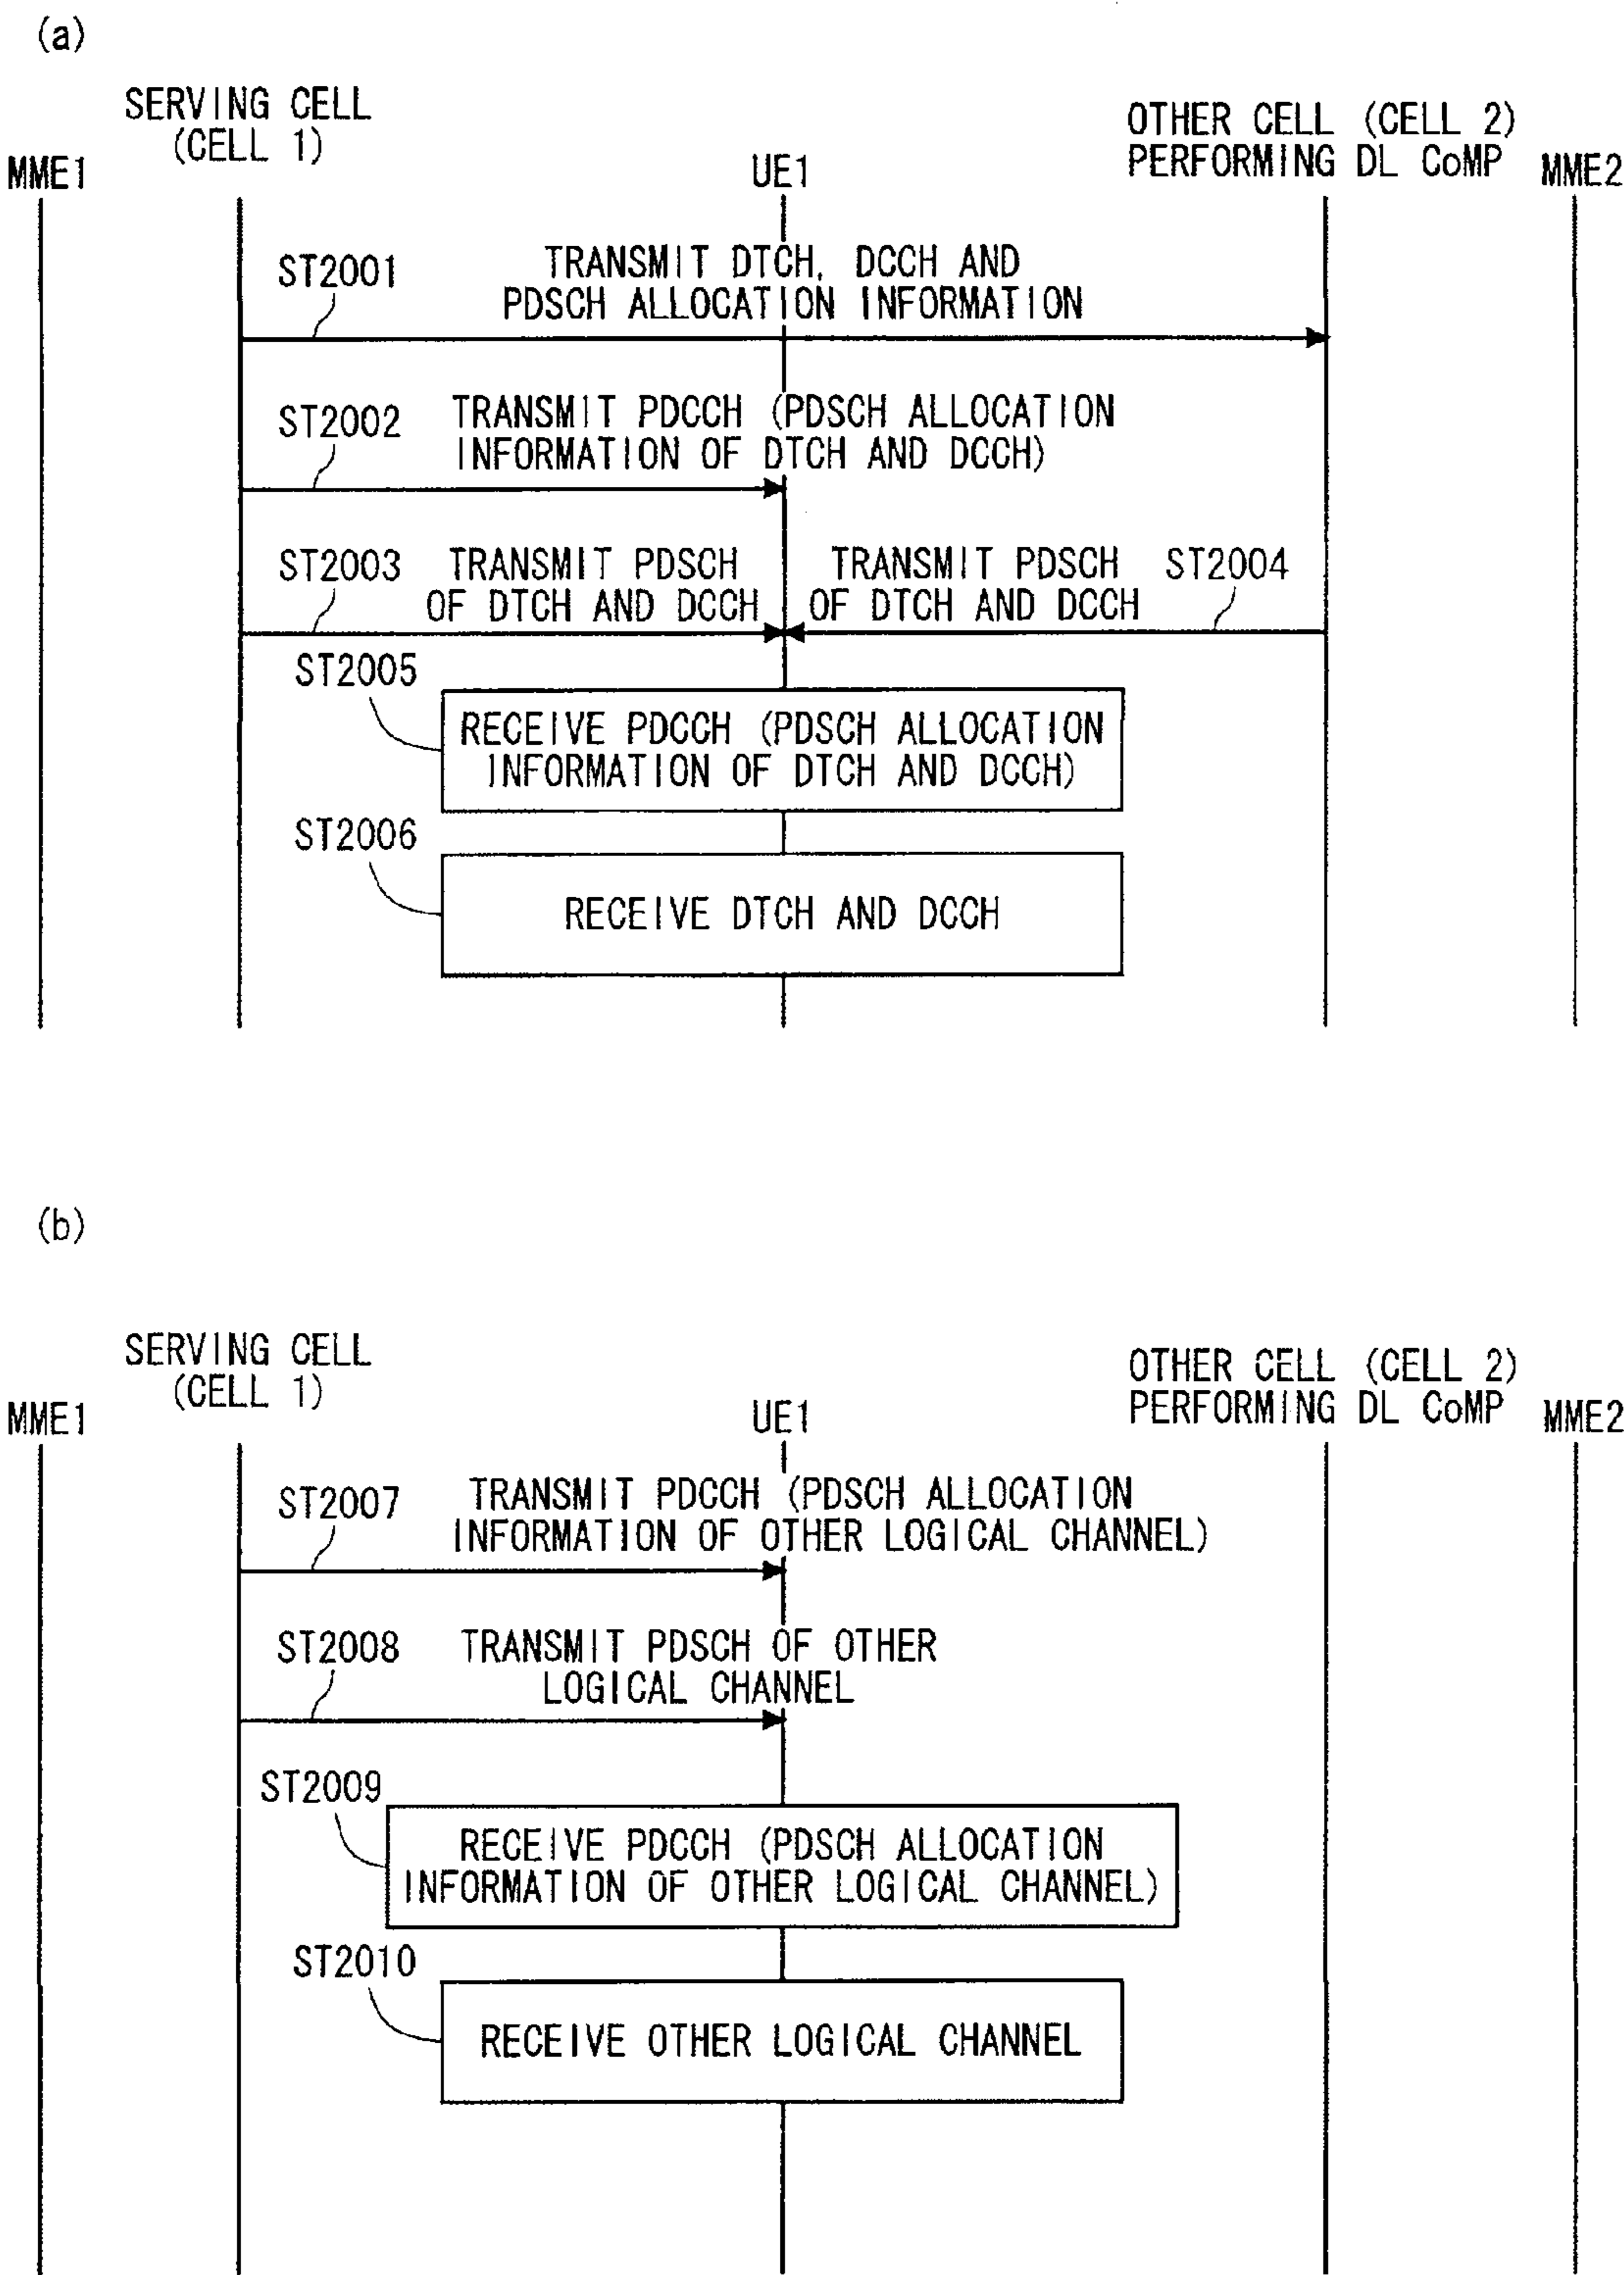 (a)
SERVING CELL
(CELL 1)
OTHER CELL (CELL 2)
PERFORMING DL CoMP
MME1
UE1
MME2
ST2001
TRANSMIT DTCH, DCCH AND
PDSCH ALLOCATION INFORMATION
ST2002
TRANSMIT PDCCH (PDSCH ALLOCATION
INFORMATION OF DTCH AND DCCH)
ST2003
TRANSMIT PDSCH
OF DTCH AND DCCH
TRANSMIT PDSCH
OF DTCH AND DCCH
ST2004
ST2005
RECEIVE PDCCH (PDSCH ALLOCATION
INFORMATION OF DTCH AND DCCH)
ST2006
RECEIVE DTCH AND DCCH
(b)
SERVING CELL
(CELL 1)
OTHER CELL (CELL 2)
PERFORMING DL CoMP
MME1
UE1
MME2
ST2007
TRANSMIT PDCCH (PDSCH ALLOCATION
INFORMATION OF OTHER LOGICAL CHANNEL)
ST2008
TRANSMIT PDSCH OF OTHER
LOGICAL CHANNEL
ST2009
RECEIVE PDCCH (PDSCH ALLOCATION
INFORMATION OF OTHER LOGICAL CHANNEL)
ST2010
RECEIVE OTHER LOGICAL CHANNEL